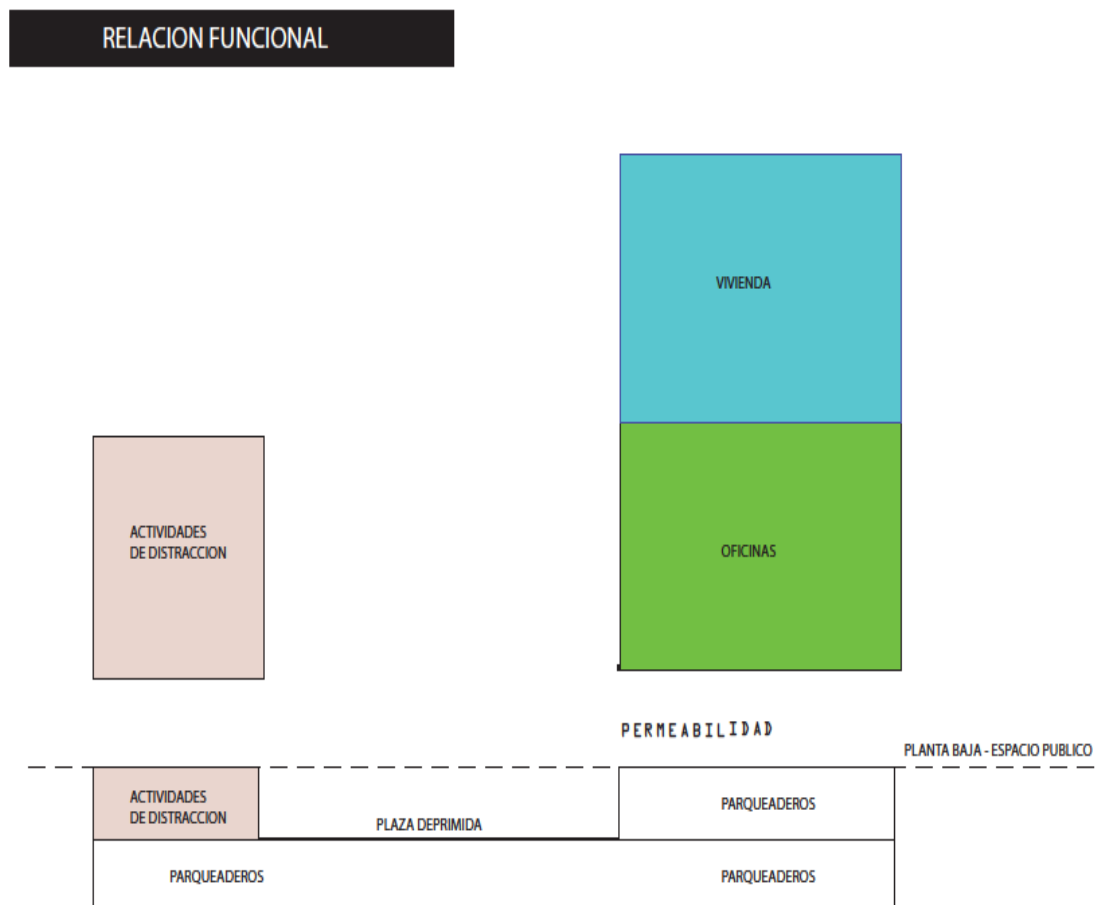 RELACION FUNCIONAL
VIVIENDA
ACTIVIDADES
DE DISTRACCION
OFICINAS
PERMEABILIDAD
PLANTA BAJA - ESPACIO PUBLICO
ACTIVIDADES
DE DISTRACCION
PLAZA DEPRIMIDA
PARQUEADEROS
PARQUEADEROS
PARQUEADEROS